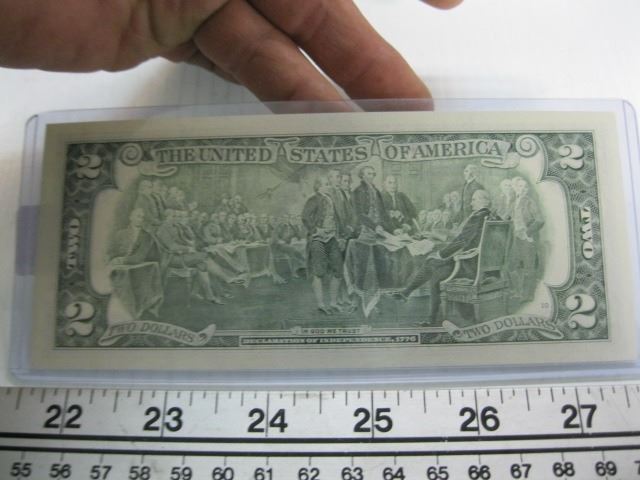 THE UNITED STATES OF AMERICA
2 2
TWO TWO
2 2
TWO DOLLARS IN GOD WE TRUST TWO DOLLARS
DECLARATION OF INDEPENDENCE, 1776
22 23 24 25 26 27
55 56 57 58 59 60 61 62 63 64 65 66 67 68 69 7